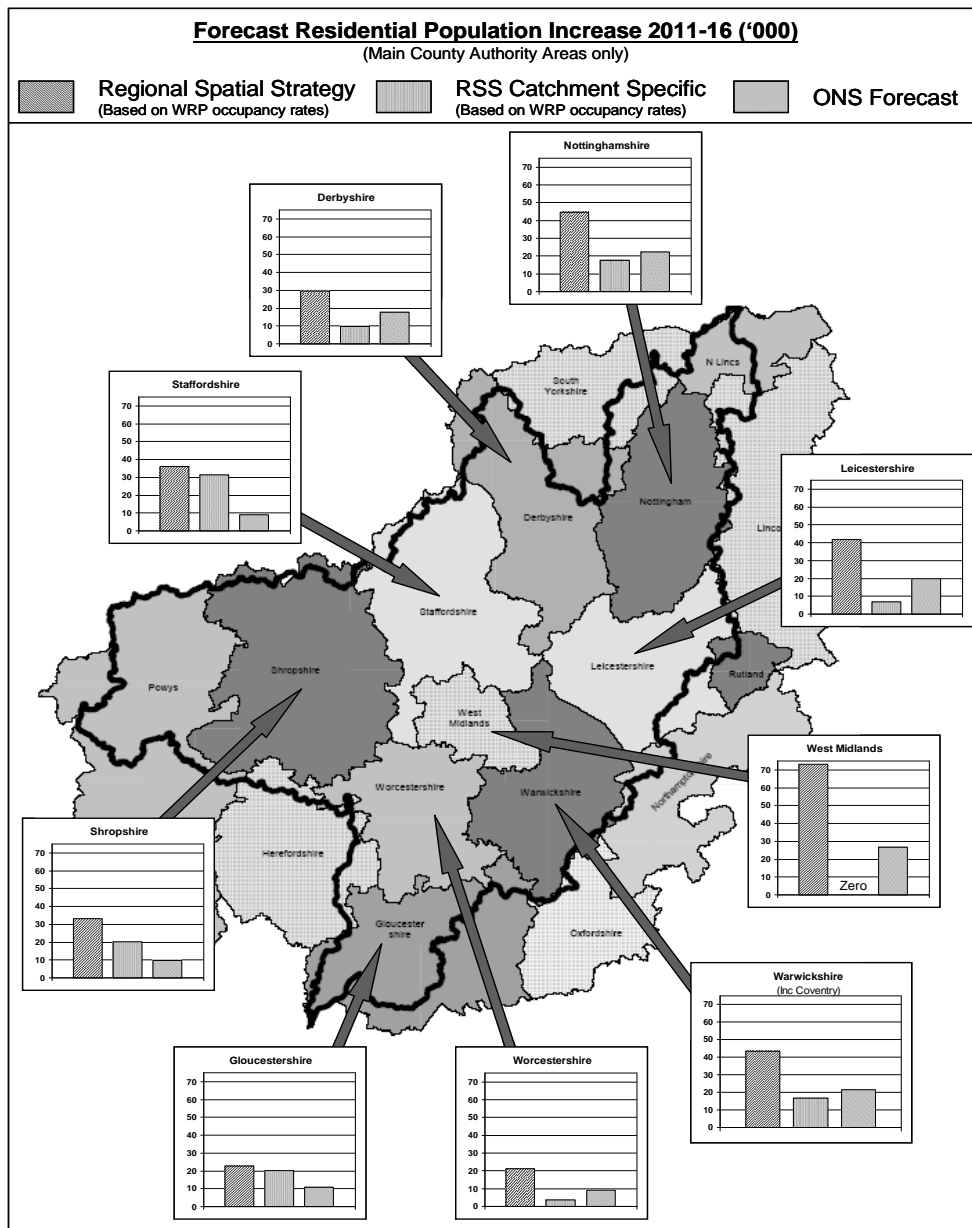 Forecast Residential Population Increase 2011-16 ('000)
(Main County Authority Areas only)
Regional Spatial Strategy
(Based on WRP occupancy rates)
RSS Catchment Specific
(Based on WRP occupancy rates)
ONS Forecast
Nottinghamshire
70
60
50
40
30
20
10
0
Derbyshire
70
60
50
40
30
20
10
0
Staffordshire
70
60
50
40
30
20
10
0
Leicestershire
70
60
50
40
30
20
10
0
N Lincs
South
Yorkshire
Nottingham
Derbyshire
Linco
Staffordshire
Leicestershire
Rutland
Shropshire
Powys
West
Midlands
Northamptonshire
Worcestershire
Warwickshire
Herefordshire
Gloucester
shire
Oxfordshire
West Midlands
70
60
50
40
30
20
10
0
Zero
Shropshire
70
60
50
40
30
20
10
0
Warwickshire
(Inc Coventry)
70
60
50
40
30
20
10
0
Gloucestershire
70
60
50
40
30
20
10
0
Worcestershire
70
60
50
40
30
20
10
0